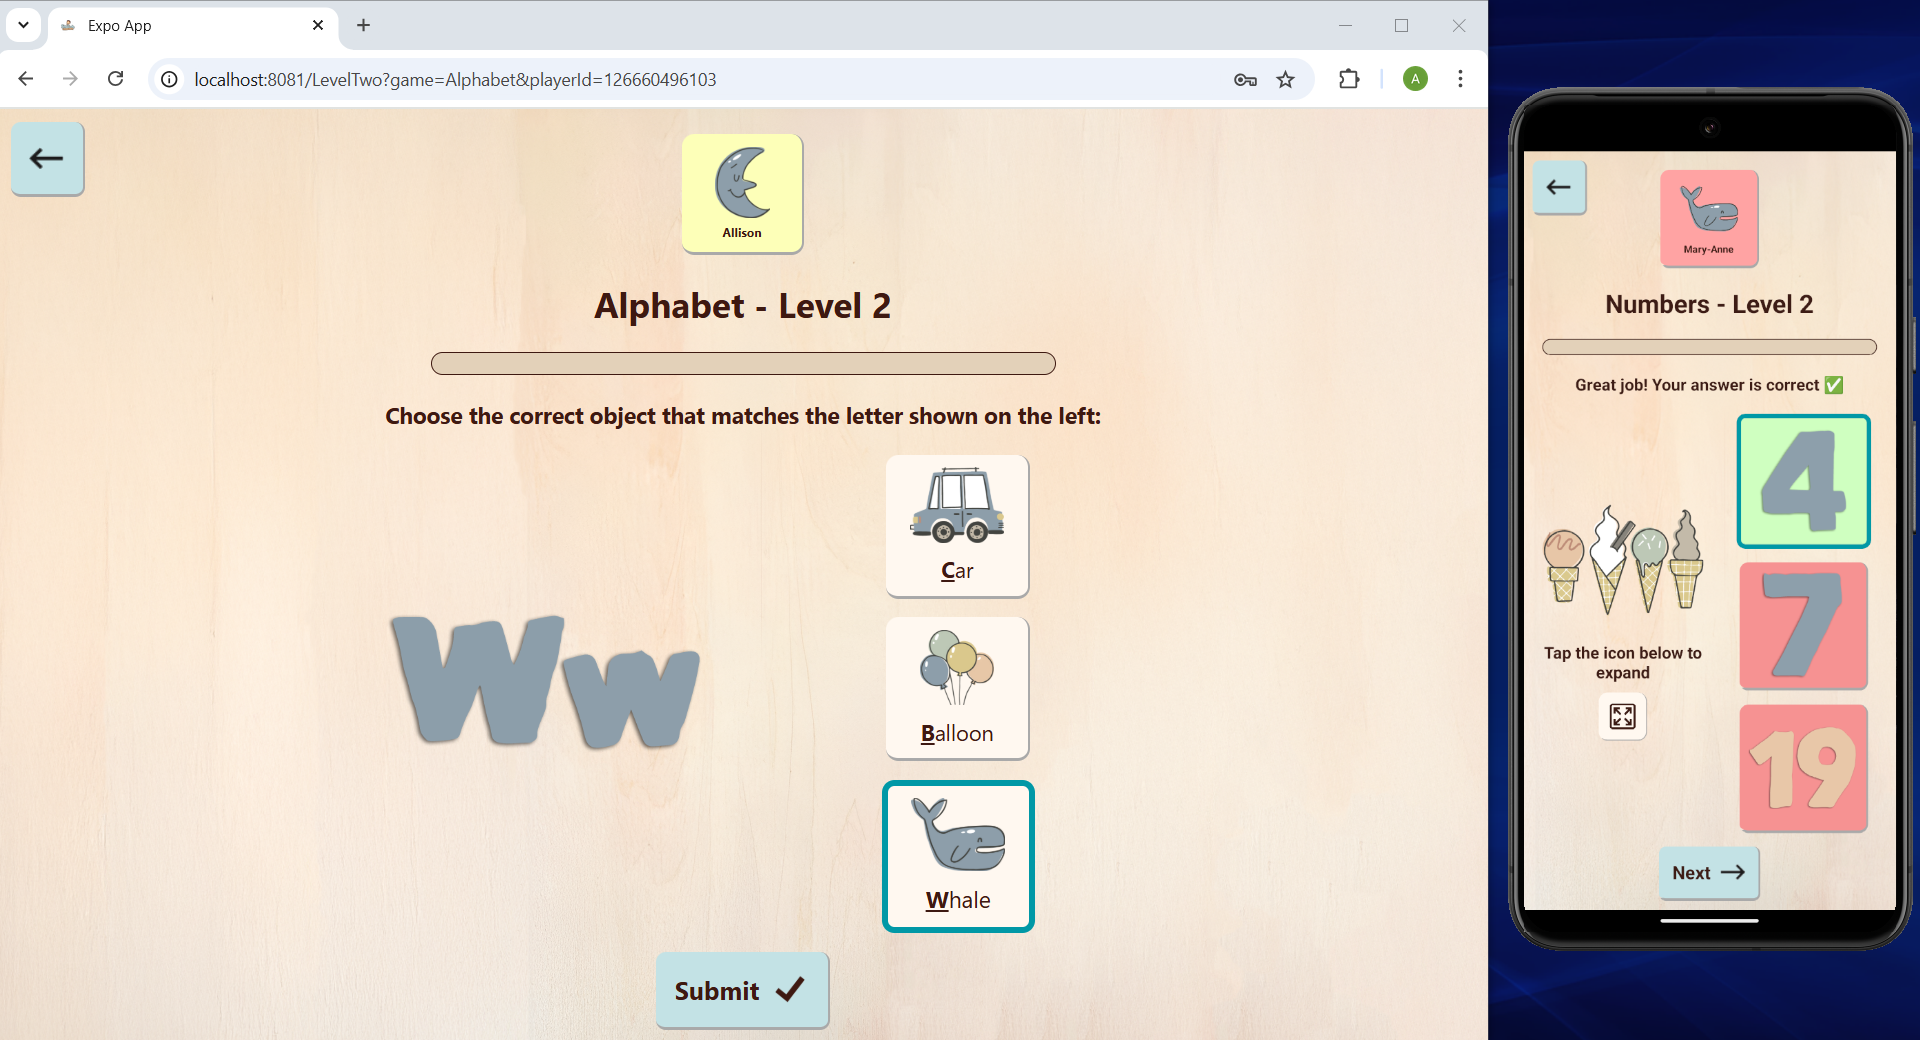 Expo App
localhost:8081/LevelTwo?game=Alphabet&playerId=126660496103
A
Allison
Alphabet - Level 2
Choose the correct object that matches the letter shown on the left:
Ww
Car
Balloon
Whale
Submit
Mary-Anne
Numbers - Level 2
Great job! Your answer is correct ✅
4
7
19
Tap the icon below to
expand
Next